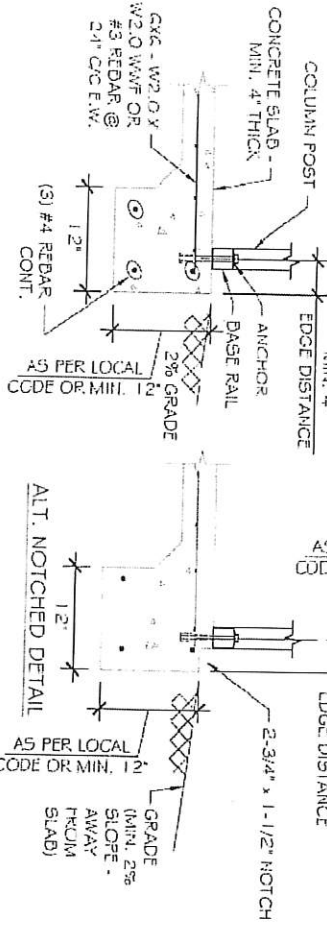 COLUMN POST
CONCRETE SLAB -
MIN. 4" THICK
6X6 - W2.0 X
W2.0 WWF OR
#3 REBAR @
24" C/C E.W.
EDGE DISTANCE
ANCHOR
BASE RAIL
2% GRADE
12"
(3) #4 REBAR
CONT.
AS PER LOCAL
CODE OR MIN. 12"
EDGE DISTANCE
2-3/4" x 1-1/2" NOTCH
GRADE
(MIN. 2%
SLOPE -
AWAY
FROM
SLAB)
12"
AS PER LOCAL
CODE OR MIN. 12"
ALT. NOTCHED DETAIL